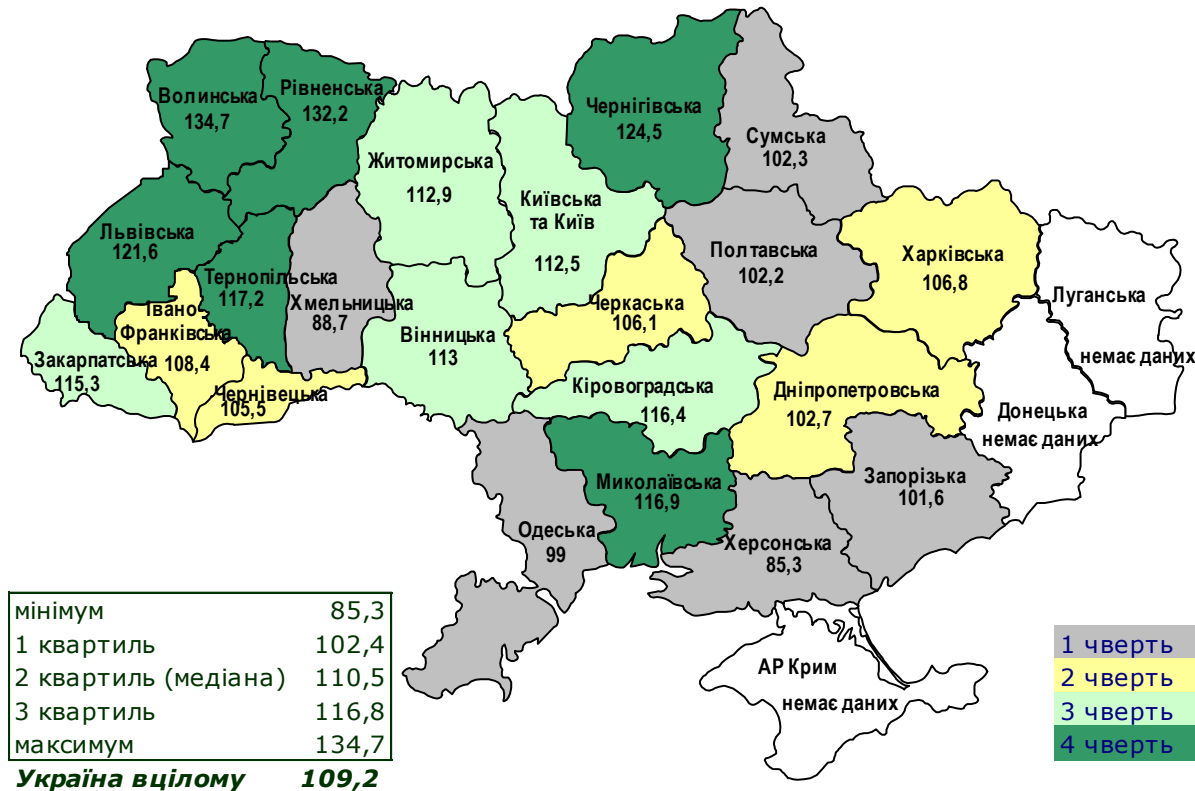 Волинська
134,7
Рівненська
132,2
Чернігівська
124,5
Сумська
102,3
Житомирська
112,9
Київська
та Київ
112,5
Львівська
121,6
Тернопільська
117,2
Хмельницька
88,7
Полтавська
102,2
Харківська
106,8
Луганська
немає даних
Івано-
Франківська
108,4
Закарпатська
115,3
Чернівецька
105,5
Вінницька
113
Черкаська
106,1
Кіровоградська
116,4
Дніпропетровська
102,7
Донецька
немає даних
Миколаївська
116,9
Запорізька
101,6
Одеська
99
Херсонська
85,3
АР Крим
немає даних
мінімум 85,3
1 квартиль 102,4
2 квартиль (медіана) 110,5
3 квартиль 116,8
максимум 134,7
Україна вцілому 109,2
1 чверть
2 чверть
3 чверть
4 чверть